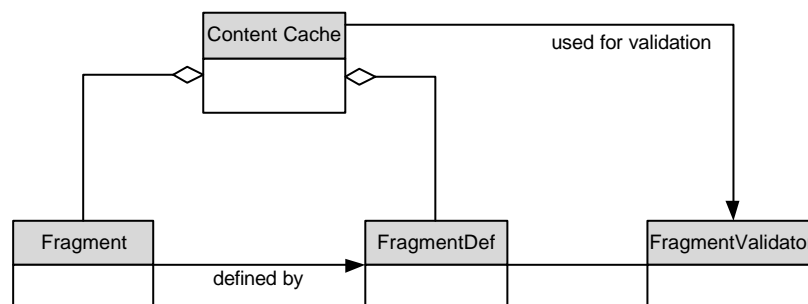 Content Cache
used for validation
Fragment
FragmentDef
FragmentValidato
defined by